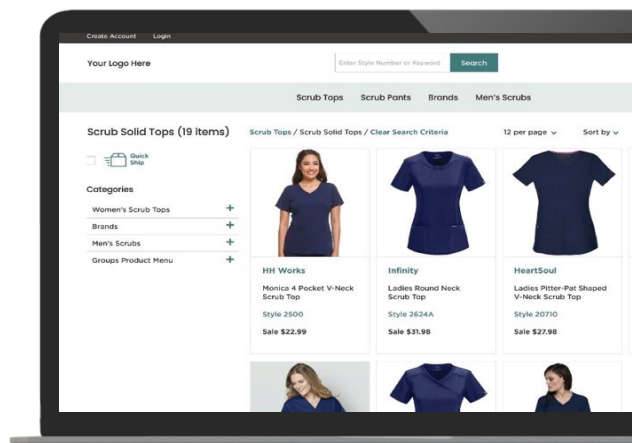 Create Account Login
Your Logo Here
Enter Style Number or Keyword Search
Scrub Tops Scrub Pants Brands Men's Scrubs
Scrub Solid Tops (19 items)
Scrub Tops / Scrub Solid Tops / Clear Search Criteria
12 per page Sort by
Quick
Ship
Categories
Women's Scrub Tops
Brands
Men's Scrubs
Groups Product Menu
HH Works
Monica 4 Pocket V-Neck
Scrub Top
Style 2500
Sale $22.99
Infinity
Ladies Round Neck
Scrub Top
Style 2624A
Sale $31.98
HeartSoul
Ladies Pitter-Pat Shaped
V-Neck Scrub Top
Style 20710
Sale $27.98